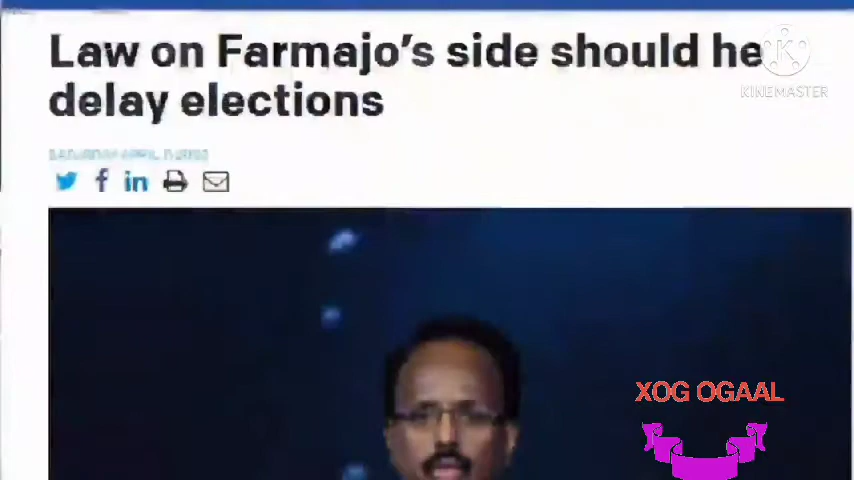 Law on Farmajo's side should he
delay elections
KINEMASTER
XOG OGAAL